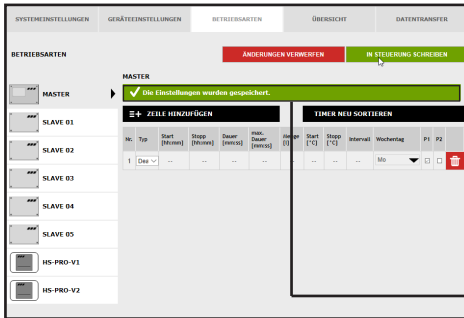 SYSTEMEINSTELLUNGEN GERÄTEEINSTELLUNGEN BETRIEBSARTEN ÜBERSICHT DATENTRANSFER
BETRIEBSARTEN ÄNDERUNGEN VERWERFEN IN STEUERUNG SCHREIBEN
MASTER
MASTER
Die Einstellungen wurden gespeichert.
ZEILE HINZUFÜGEN TIMER NEU SORTIEREN
SLAVE 01
Nr. Typ Start [hh:mm] Stopp [hh:mm] Dauer [mm:ss] max. Dauer [mm:ss] Menge [l] Start [°C] Stopp [°C] Intervall Wochentag P1 P2
SLAVE 02
1 Des -- -- -- -- -- -- -- -- Mo
SLAVE 03
SLAVE 04
SLAVE 05
HS-PRO-V1
HS-PRO-V2